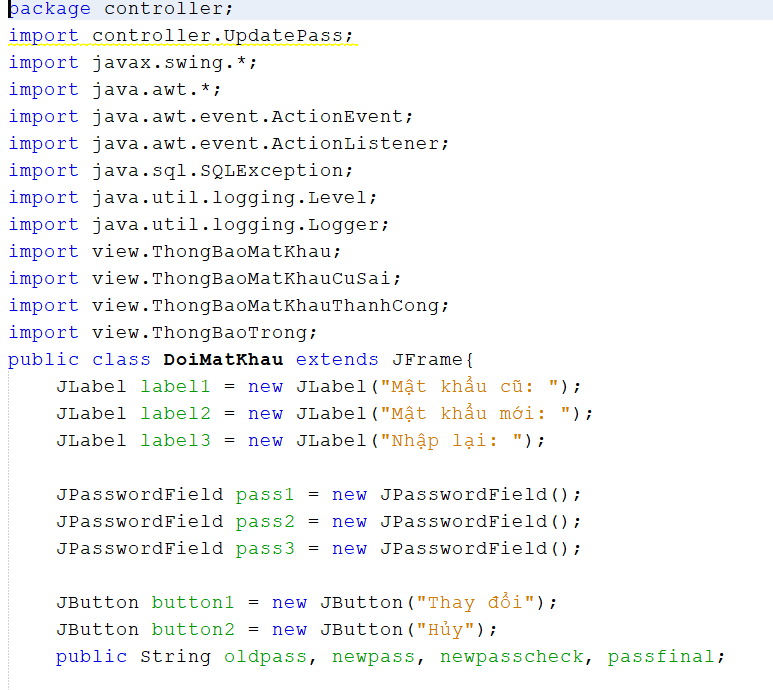 package controller;
import controller.UpdatePass;
import javax.swing.*;
import java.awt.*;
import java.awt.event.ActionEvent;
import java.awt.event.ActionListener;
import java.sql.SQLException;
import java.util.logging.Level;
import java.util.logging.Logger;
import view.ThongBaoMatKhau;
import view.ThongBaoMatKhauCuSai;
import view.ThongBaoMatKhauThanhCong;
import view.ThongBaoTrong;
public class DoiMatKhau extends JFrame{
    JLabel label1 = new JLabel("Mật khẩu cũ: ");
    JLabel label2 = new JLabel("Mật khẩu mới: ");
    JLabel label3 = new JLabel("Nhập lại: ");
    JPasswordField pass1 = new JPasswordField();
    JPasswordField pass2 = new JPasswordField();
    JPasswordField pass3 = new JPasswordField();
    JButton button1 = new JButton("Thay đổi");
    JButton button2 = new JButton("Hủy");
    public String oldpass, newpass, newpasscheck, passfinal;